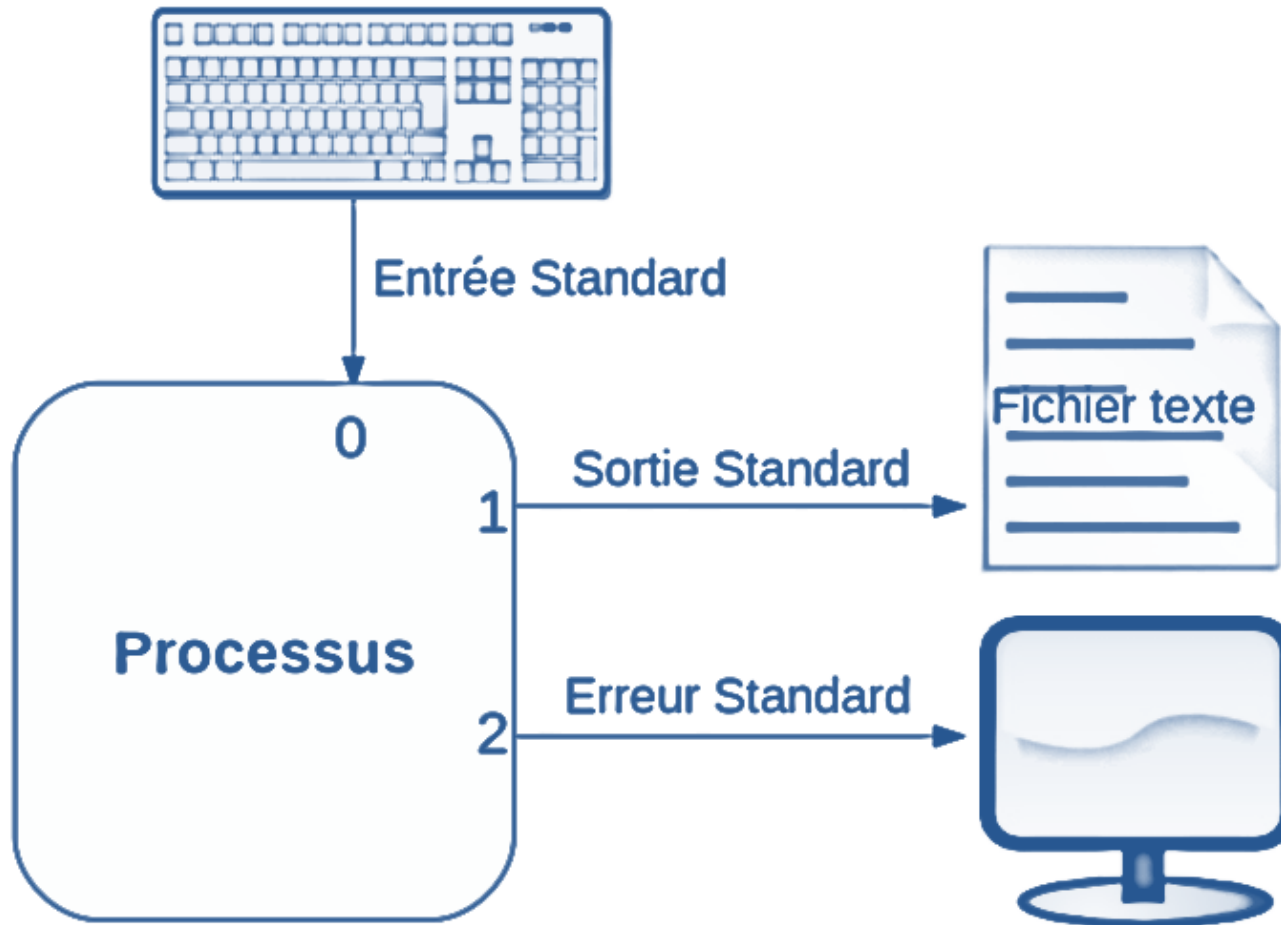 Entrée Standard
0
Fichier texte
Sortie Standard
1
Processus
Erreur Standard
2